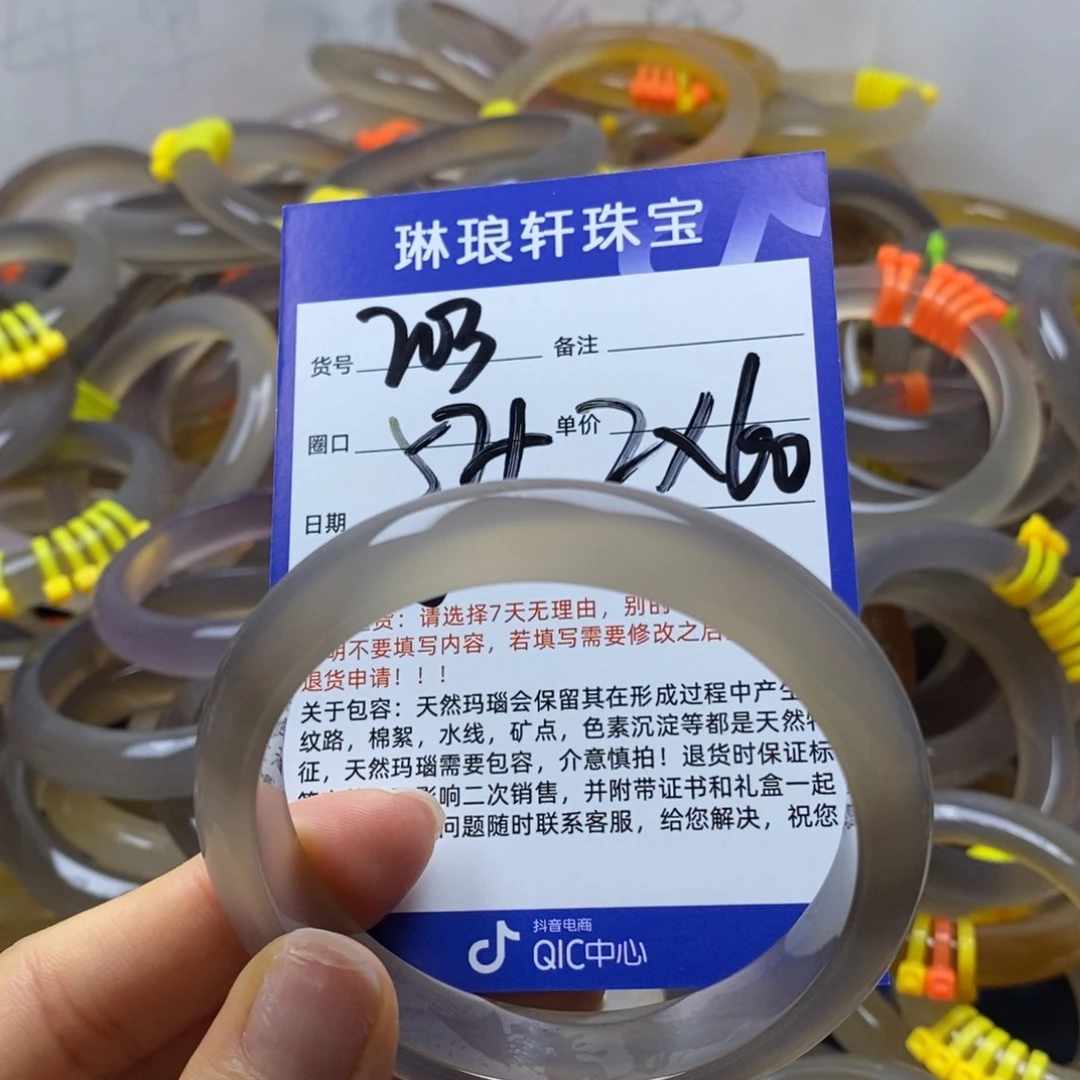 琳琅轩珠宝
货号 703 备注
圈口 54 单价 2X60
日期
货：请选择7天无理由，别的
明不要填写内容，若填写需要修改之后
退货申请！！！
关于包容：天然玛瑙会保留其在形成过程中产生
纹路，棉絮，水线，矿点，色素沉淀等都是天然特
征，天然玛瑙需要包容，介意慎拍！退货时保证标
影响二次销售，并附带证书和礼盒一起
问题随时联系客服，给您解决，祝您
抖音电商
QIC中心